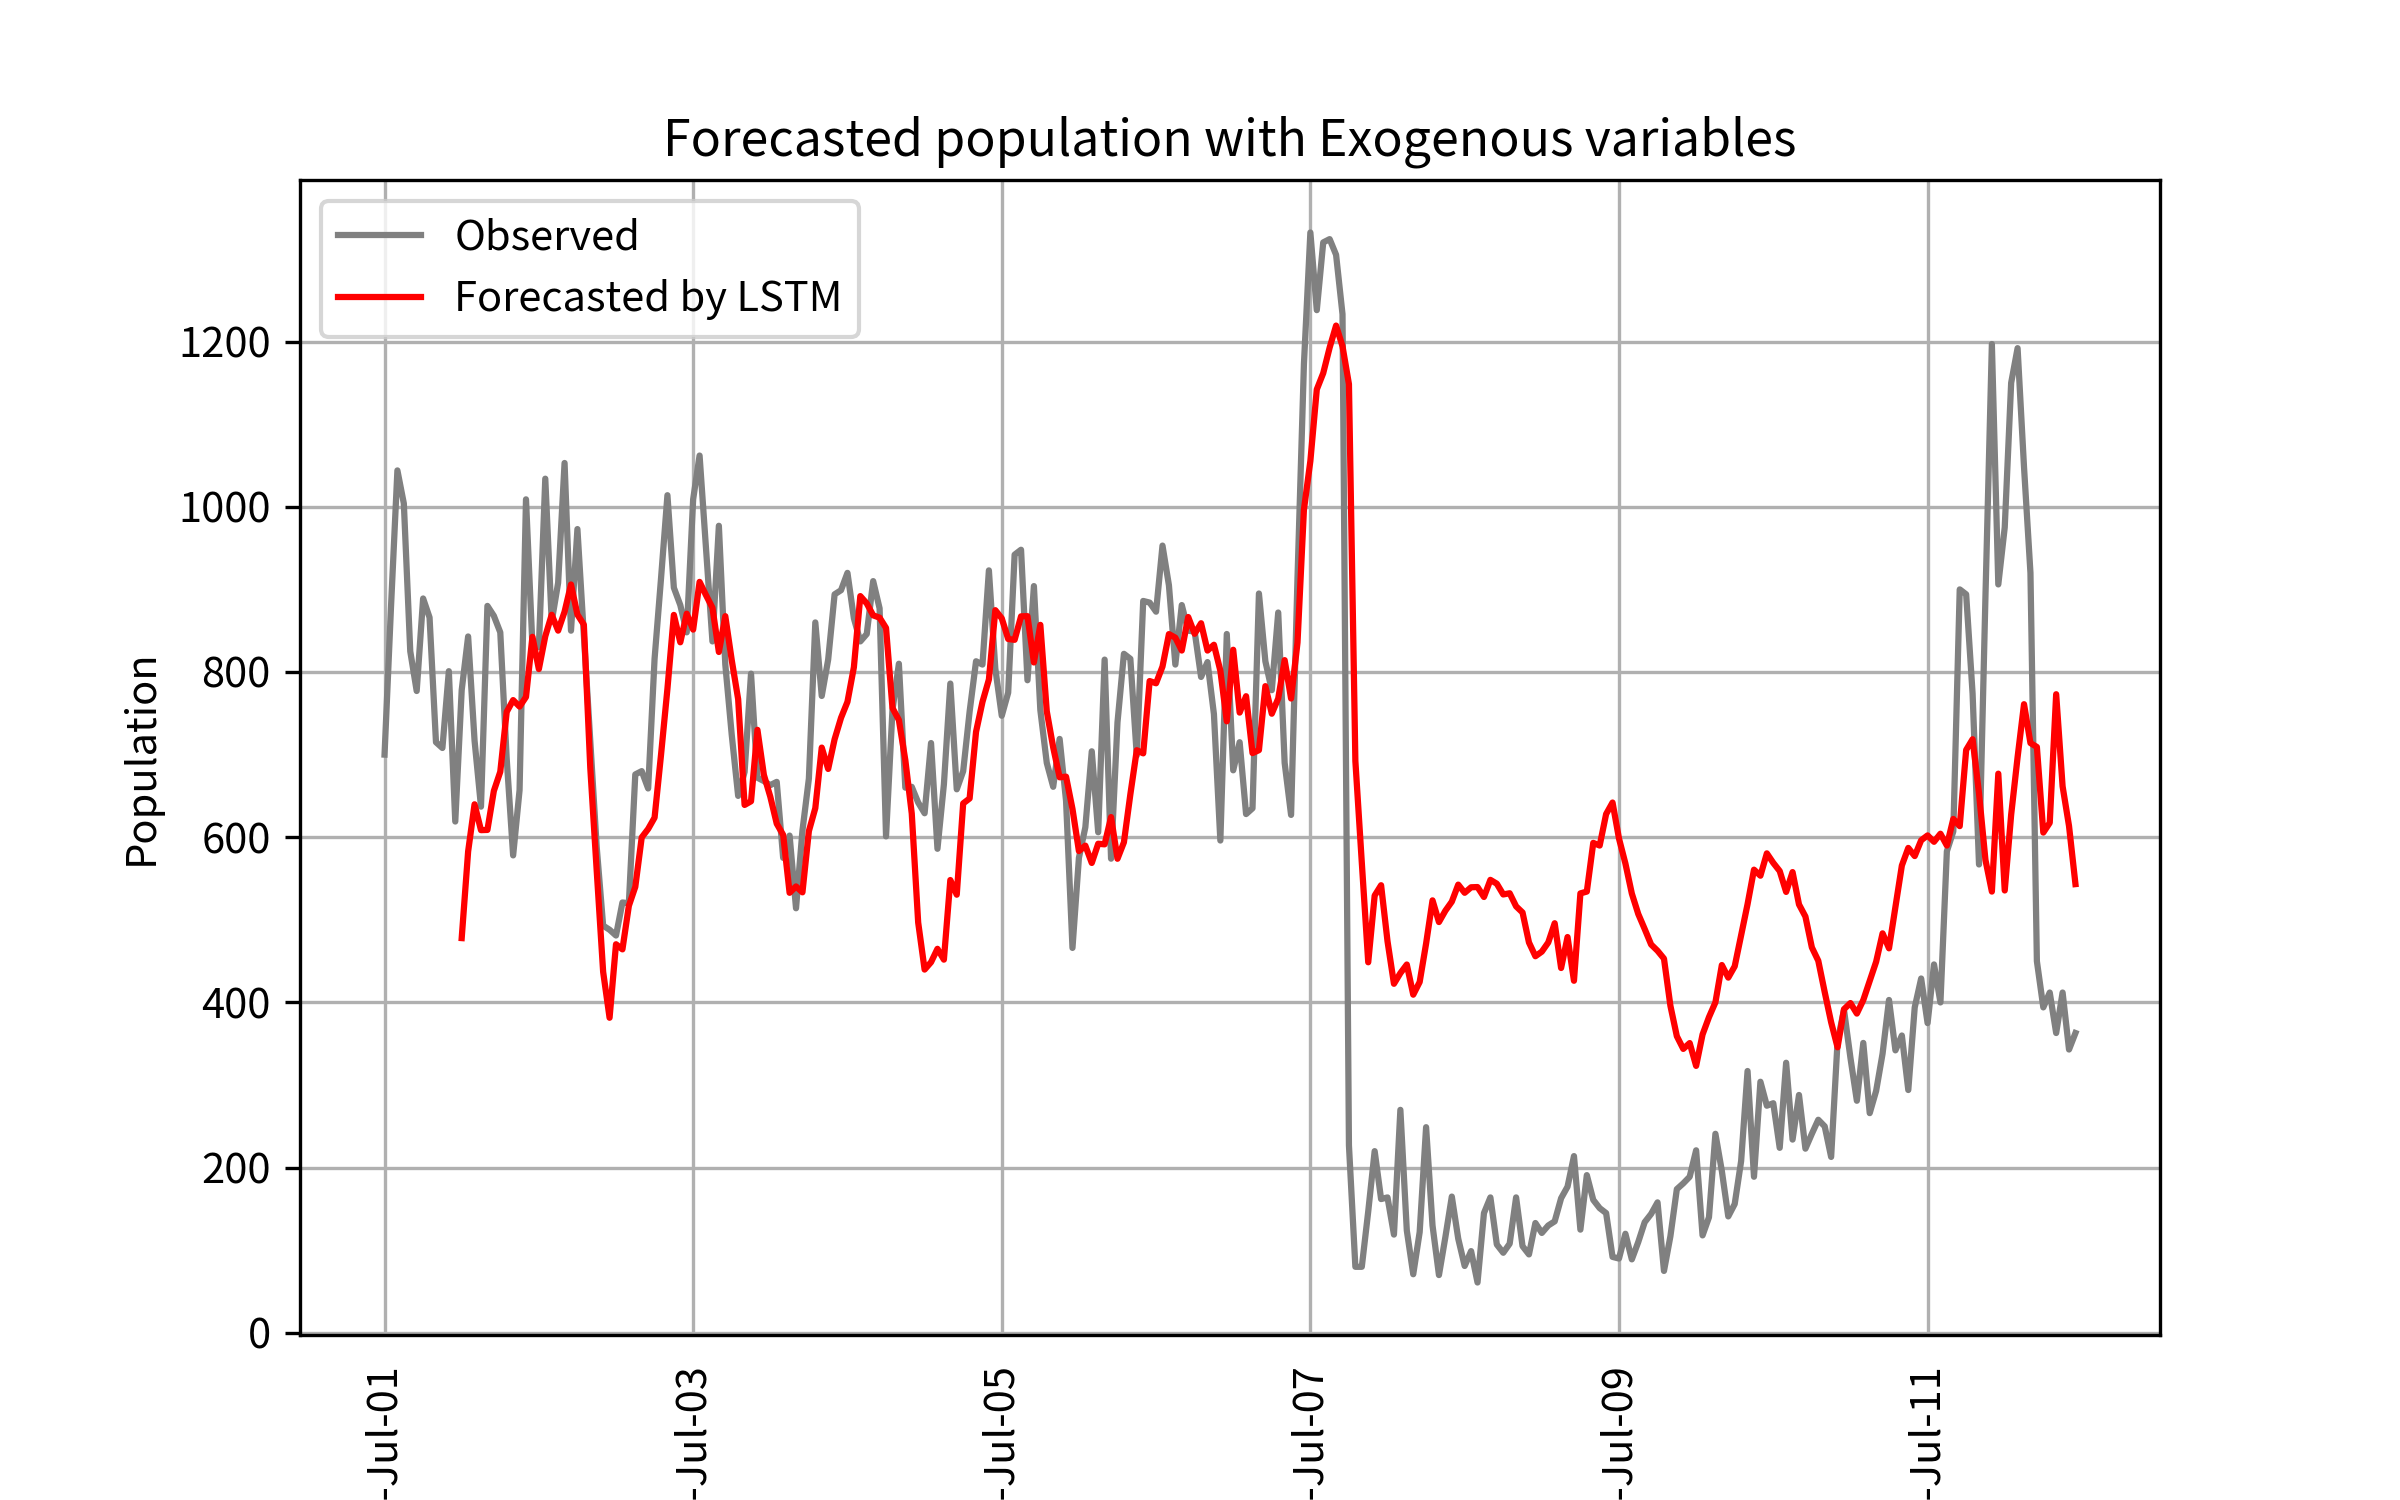 Forecasted population with Exogenous variables
Observed
Forecasted by LSTM
Population
1200
1000
800
600
400
200
0
-Jul-01
-Jul-03
-Jul-05
-Jul-07
-Jul-09
-Jul-11